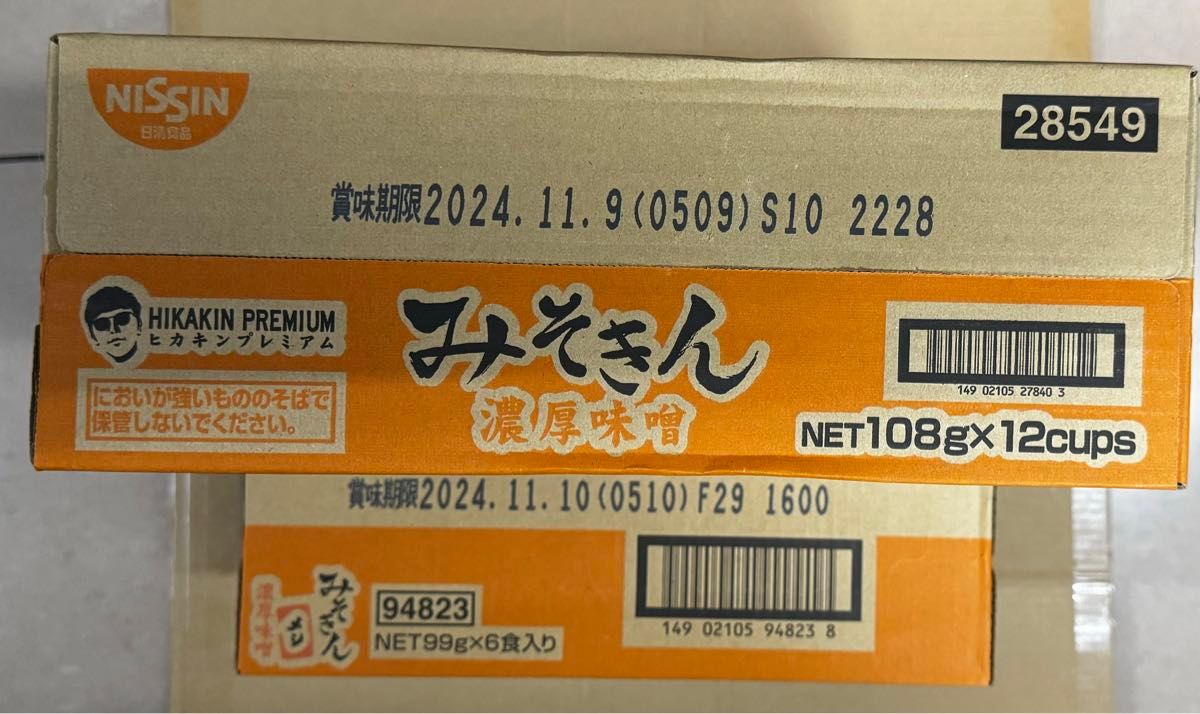 NISSIN
日清食品
28549
賞味期限2024.11.9(0509)S10 2228
HIKAKIN PREMIUM
ヒカキンプレミアム
みそきん
濃厚味噌
においが強いもののそばで
保管しないでください。
149 02105 27840 3
NET108g×12cups
賞味期限2024.11.10(0510)F29 1600
みそきん
メシ
濃厚味噌
94823
NET99g×6食入り
149 02105 94823 8